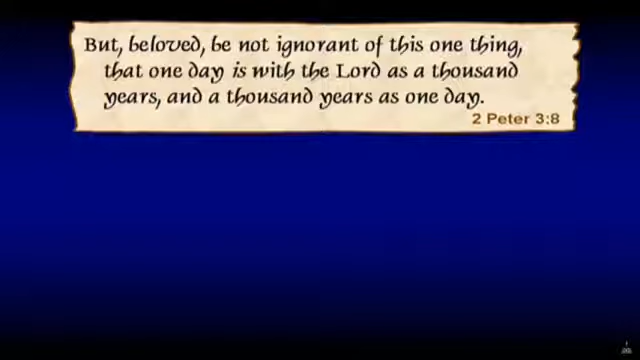 But, beloved, be not ignorant of this one thing,
that one day is with the Lord as a thousand
years, and a thousand years as one day.
2 Peter 3:8